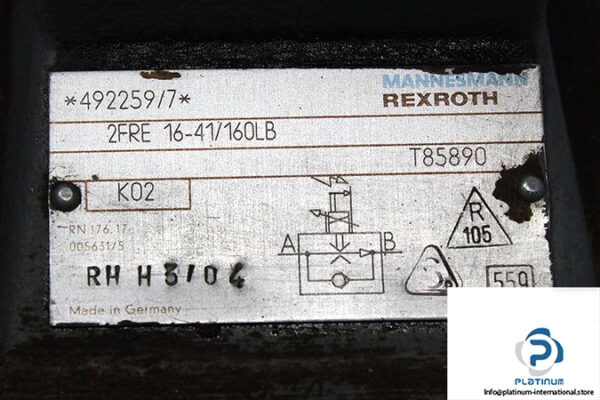 *492259/7*
MANNESMANN
REXROTH
2FRE 16-41/160LB
T85890
K02
RN 176.17
005631/5
A
B
R
105
RH H3/04
559
Made in Germany
PLATINUM
Info@platinum-international.store